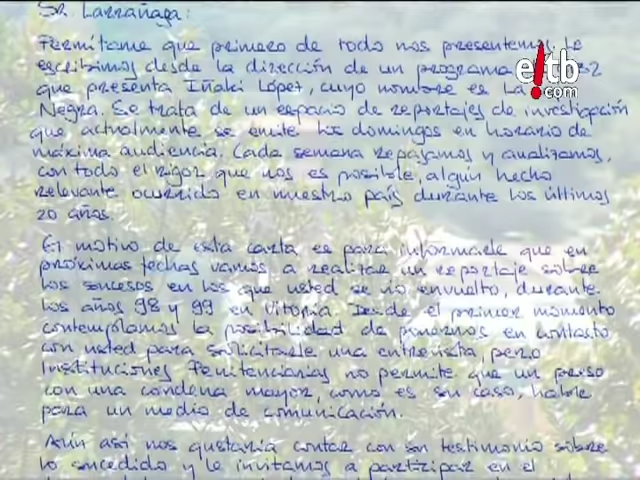 Sr. Larrañaga:
Permítame que primero de todo nos presentemos. Le
escribimos desde la dirección de un programa
que presenta Iñaki López, cuyo nombre es La
Negra. Se trata de un espacio de reportajes de investigación
que actualmente se emite los domingos en horario de
máxima audiencia. Cada semana repasamos y analizamos,
con todo el rigor que nos es posible, algún hecho
relevante ocurrido en nuestro país durante los últimos
20 años.
El motivo de esta carta es para informarle que en
próximas fechas vamos a realizar un reportaje sobre
los sucesos en los que usted se vio envuelto, durante
los años 98 y 99 en Vitoria. Desde el primer momento
contemplamos la posibilidad de ponernos en contacto
con usted para solicitarle una entrevista, pero
Instituciones Penitenciarias no permite que un preso
con una condena mayor, como es su caso, hable
para un medio de comunicación.
Aún así nos gustaría contar con su testimonio sobre
lo sucedido y le invitamos a participar en el
eitb
.com